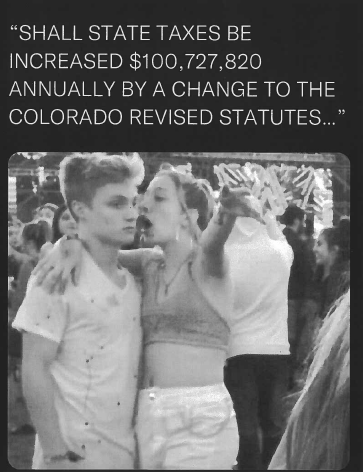 “SHALL STATE TAXES BE
INCREASED $100,727,820
ANNUALLY BY A CHANGE TO THE
COLORADO REVISED STATUTES...”